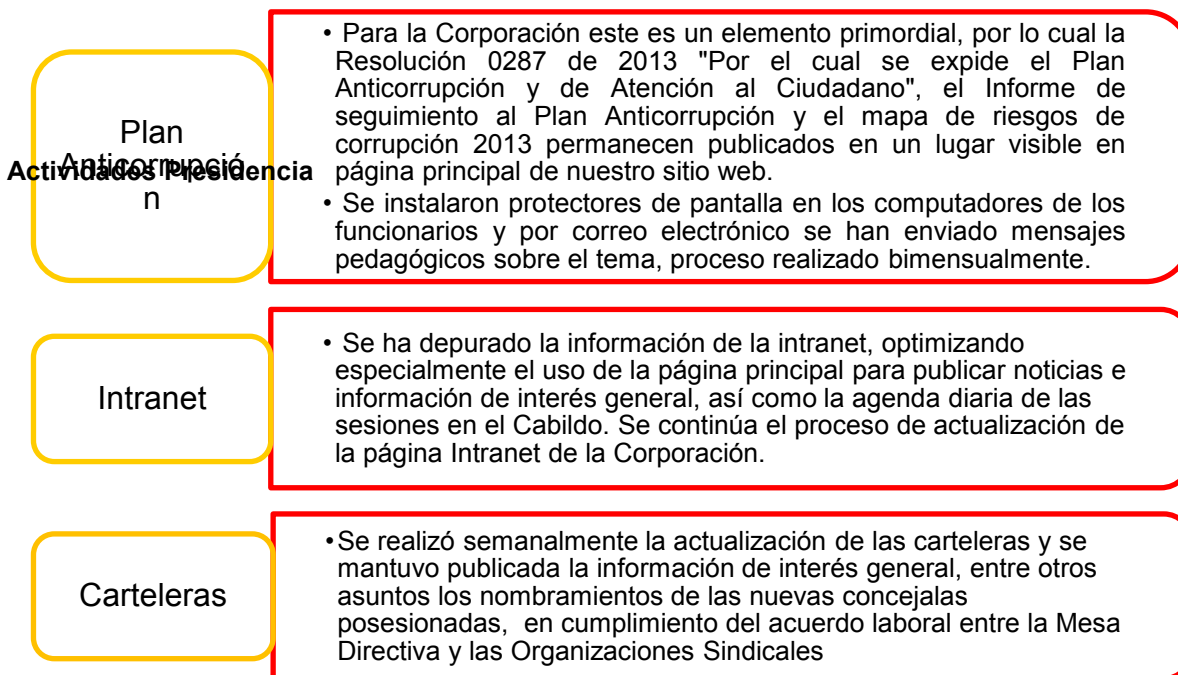 Plan
Anticorrupció
n
Actividados Presidencia
• Para la Corporación este es un elemento primordial, por lo cual la
Resolución 0287 de 2013 "Por el cual se expide el Plan
Anticorrupción y de Atención al Ciudadano", el Informe de
seguimiento al Plan Anticorrupción y el mapa de riesgos de
corrupción 2013 permanecen publicados en un lugar visible en
página principal de nuestro sitio web.
• Se instalaron protectores de pantalla en los computadores de los
funcionarios y por correo electrónico se han enviado mensajes
pedagógicos sobre el tema, proceso realizado bimensualmente.
Intranet
• Se ha depurado la información de la intranet, optimizando
especialmente el uso de la página principal para publicar noticias e
información de interés general, así como la agenda diaria de las
sesiones en el Cabildo. Se continúa el proceso de actualización de
la página Intranet de la Corporación.
Carteleras
•Se realizó semanalmente la actualización de las carteleras y se
mantuvo publicada la información de interés general, entre otros
asuntos los nombramientos de las nuevas concejalas
posesionadas, en cumplimiento del acuerdo laboral entre la Mesa
Directiva y las Organizaciones Sindicales